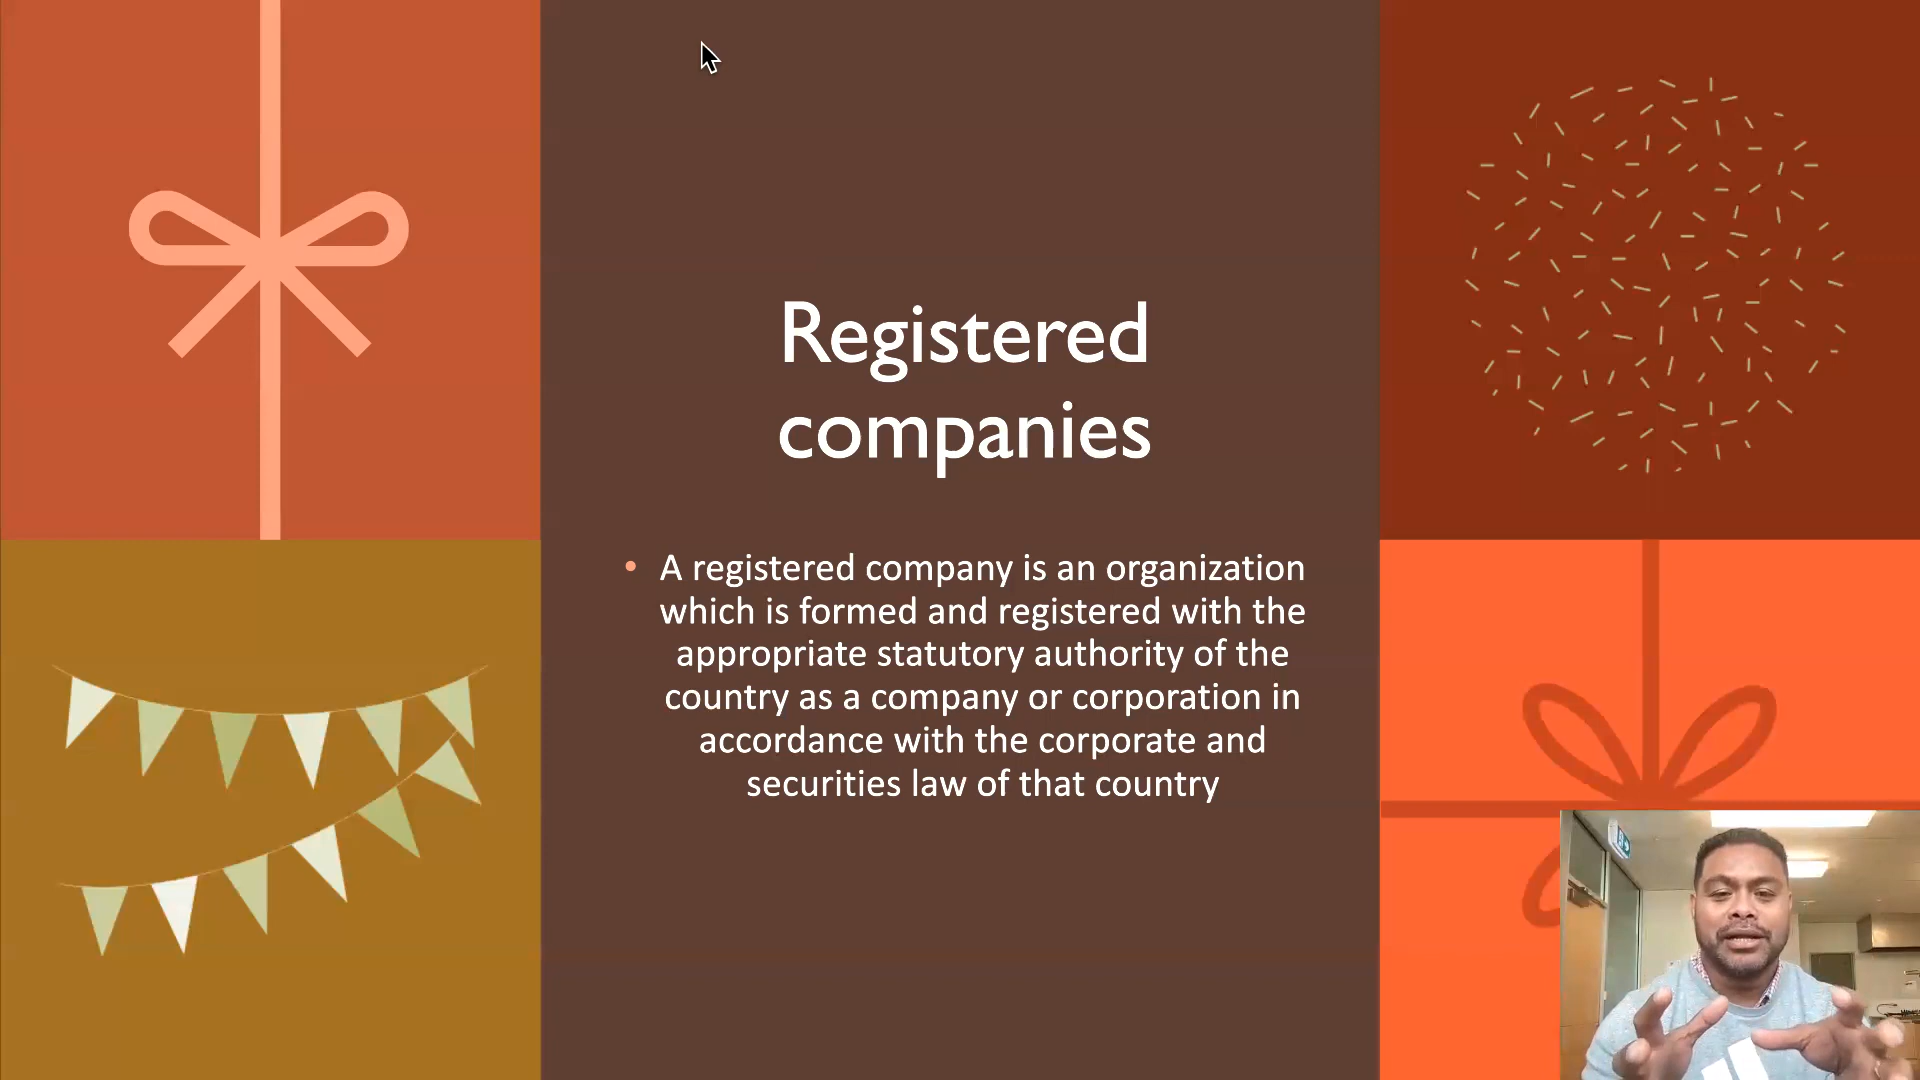 Registered
companies
• A registered company is an organization
which is formed and registered with the
appropriate statutory authority of the
country as a company or corporation in
accordance with the corporate and
securities law of that country